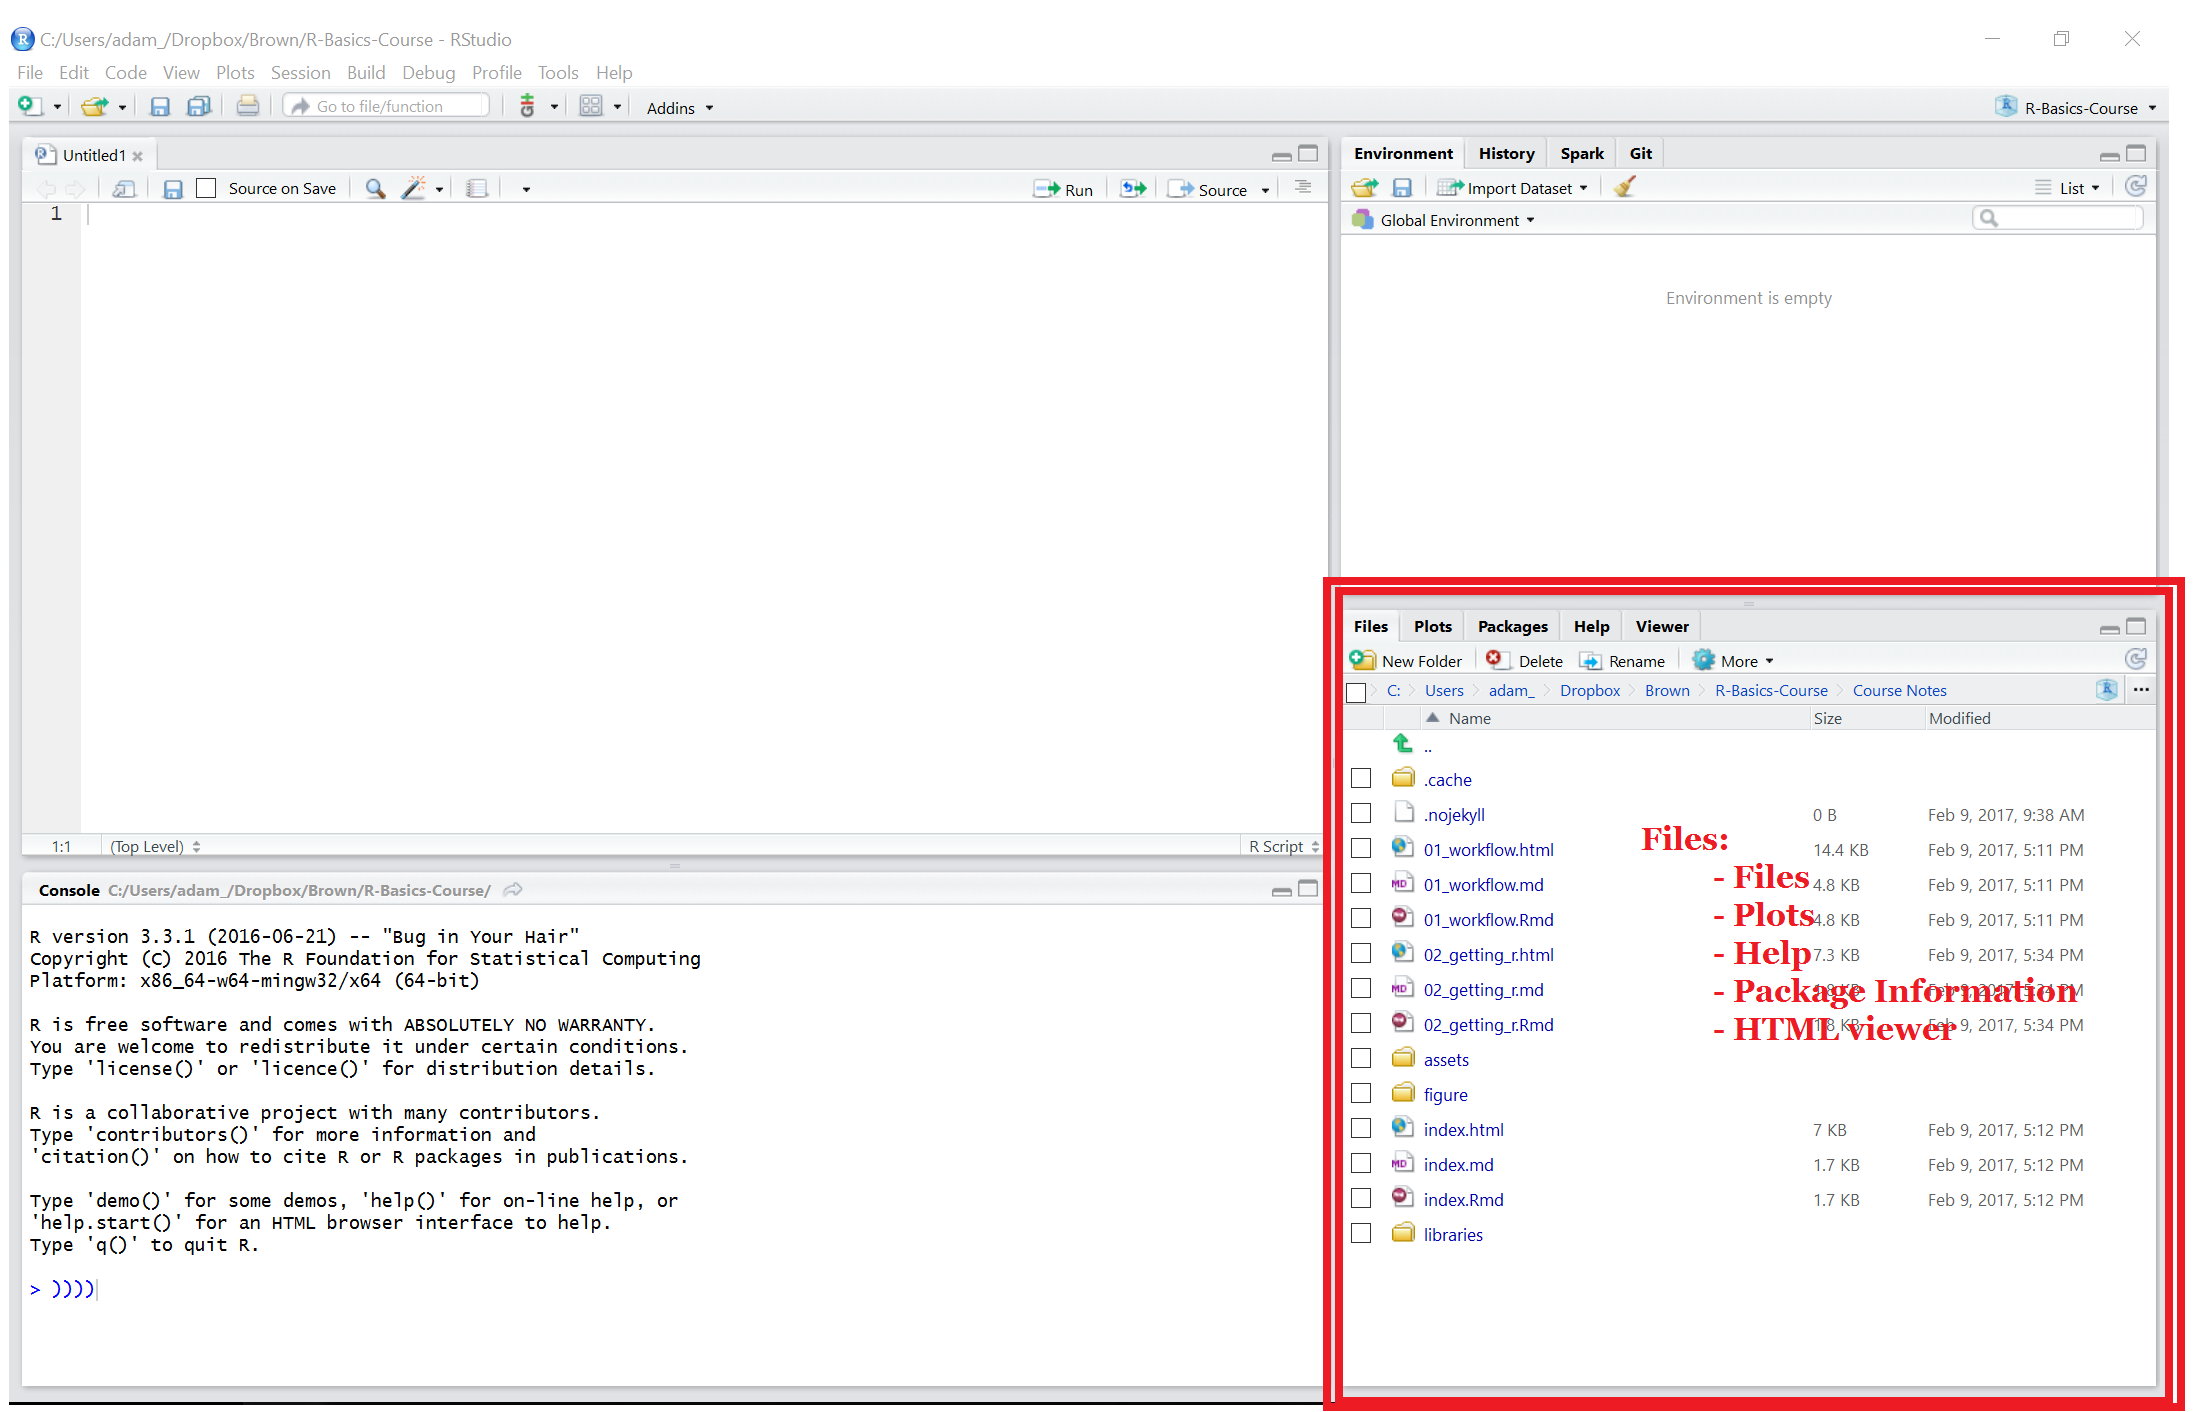 C:/Users/adam_/Dropbox/Brown/R-Basics-Course - RStudio
File Edit Code View Plots Session Build Debug Profile Tools Help
Go to file/function Addins R-Basics-Course
Untitled1
Source on Save Run Source
1
1:1 (Top Level) R Script
Console C:/Users/adam_/Dropbox/Brown/R-Basics-Course/
R version 3.3.1 (2016-06-21) -- "Bug in Your Hair"
Copyright (C) 2016 The R Foundation for Statistical Computing
Platform: x86_64-w64-mingw32/x64 (64-bit)
R is free software and comes with ABSOLUTELY NO WARRANTY.
You are welcome to redistribute it under certain conditions.
Type 'license()' or 'licence()' for distribution details.
R is a collaborative project with many contributors.
Type 'contributors()' for more information and
'citation()' on how to cite R or R packages in publications.
Type 'demo()' for some demos, 'help()' for on-line help, or
'help.start()' for an HTML browser interface to help.
Type 'q()' to quit R.
> ))))
Environment History Spark Git
Import Dataset List
Global Environment
Environment is empty
Files Plots Packages Help Viewer
New Folder Delete Rename More
C: Users adam_ Dropbox Brown R-Basics-Course Course Notes
Name Size Modified
..
.cache
.nojekyll 0 B Feb 9, 2017, 9:38 AM
01_workflow.html 14.4 KB Feb 9, 2017, 5:11 PM
01_workflow.md 4.8 KB Feb 9, 2017, 5:11 PM
01_workflow.Rmd 4.8 KB Feb 9, 2017, 5:11 PM
02_getting_r.html 7.3 KB Feb 9, 2017, 5:34 PM
02_getting_r.md 1.8 KB Feb 9, 2017, 5:34 PM
02_getting_r.Rmd 1.8 KB Feb 9, 2017, 5:34 PM
assets
figure
index.html 7 KB Feb 9, 2017, 5:12 PM
index.md 1.7 KB Feb 9, 2017, 5:12 PM
index.Rmd 1.7 KB Feb 9, 2017, 5:12 PM
libraries
Files:
- Files
- Plots
- Help
- Package Information
- HTML viewer